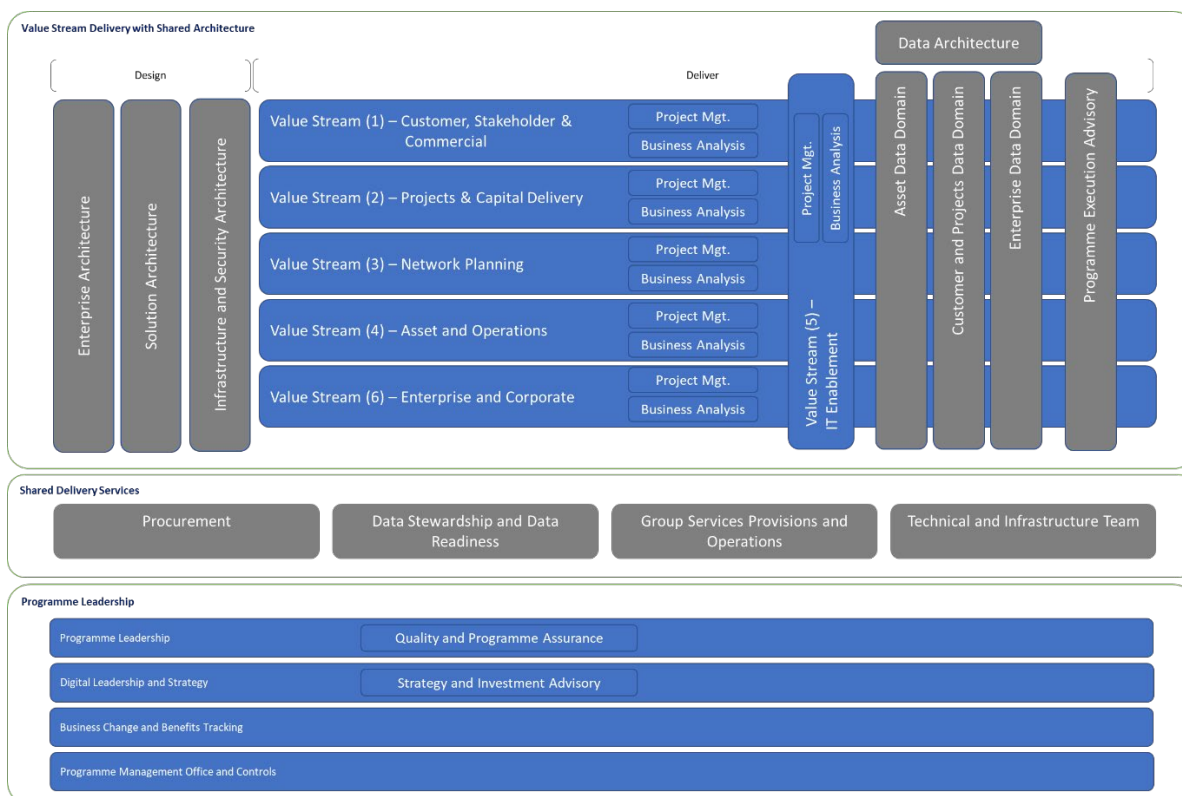 Value Stream Delivery with Shared Architecture
Data Architecture
Design
Deliver
Enterprise Architecture
Solution Architecture
Infrastructure and Security Architecture
Value Stream (1) – Customer, Stakeholder &
Commercial
Project Mgt.
Business Analysis
Value Stream (2) – Projects & Capital Delivery
Project Mgt.
Business Analysis
Value Stream (3) – Network Planning
Project Mgt.
Business Analysis
Value Stream (4) – Asset and Operations
Project Mgt.
Business Analysis
Value Stream (6) – Enterprise and Corporate
Project Mgt.
Business Analysis
Value Stream (5) –
IT Enablement
Project Mgt.
Business Analysis
Asset Data Domain
Customer and Projects Data Domain
Enterprise Data Domain
Programme Execution Advisory
Shared Delivery Services
Procurement
Data Stewardship and Data
Readiness
Group Services Provisions and
Operations
Technical and Infrastructure Team
Programme Leadership
Programme Leadership
Quality and Programme Assurance
Digital Leadership and Strategy
Strategy and Investment Advisory
Business Change and Benefits Tracking
Programme Management Office and Controls